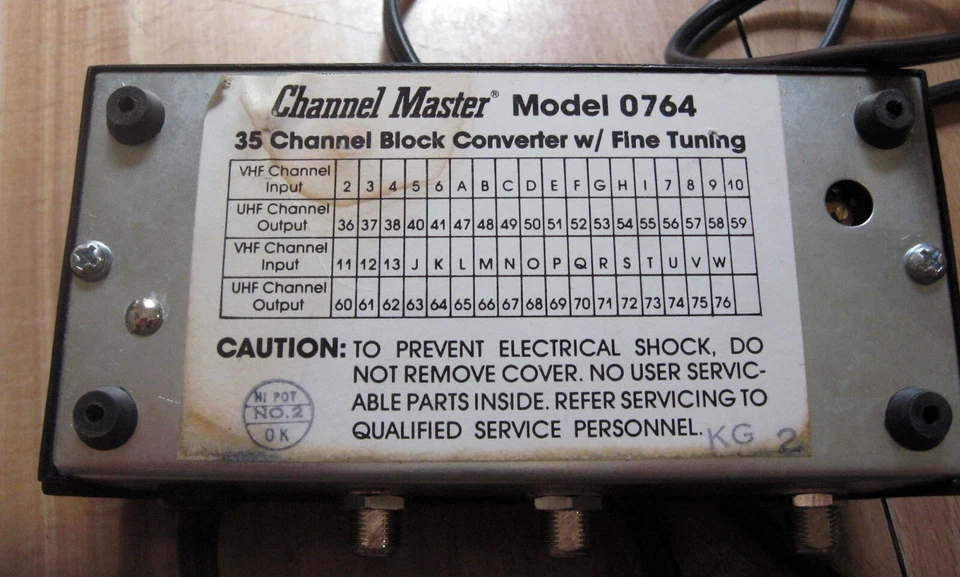 Channel Master® Model 0764
35 Channel Block Converter w/ Fine Tuning
VHF Channel Input 2 3 4 5 6 A B C D E F G H I 7 8 9 10
UHF Channel Output 36 37 38 40 41 47 48 49 50 51 52 53 54 55 56 57 58 59
VHF Channel Input 11 12 13 J K L M N O P Q R S T U V W
UHF Channel Output 60 61 62 63 64 65 66 67 68 69 70 71 72 73 74 75 76
CAUTION: TO PREVENT ELECTRICAL SHOCK, DO
NOT REMOVE COVER. NO USER SERVIC-
ABLE PARTS INSIDE. REFER SERVICING TO
QUALIFIED SERVICE PERSONNEL.
HI POT
NO.2
OK
KG 2